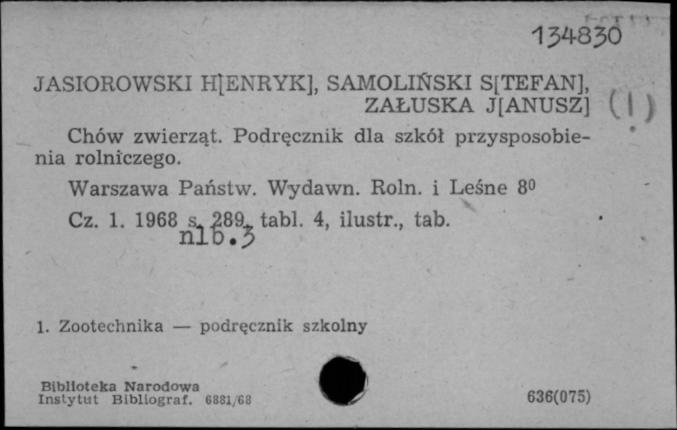 134830
JASIOROWSKI H[ENRYK], SAMOLIŃSKI S[TEFAN],
ZAŁUSKA J[ANUSZ] (1)
Chów zwierząt. Podręcznik dla szkół przysposobie-
nia rolniczego.
Warszawa Państw. Wydawn. Roln. i Leśne 8⁰
Cz. 1. 1968 s. 289, tabl. 4, ilustr., tab.
nlb. 3
1. Zootechnika — podręcznik szkolny
Biblioteka Narodowa
Instytut Bibliograf. 6881/68
636(075)